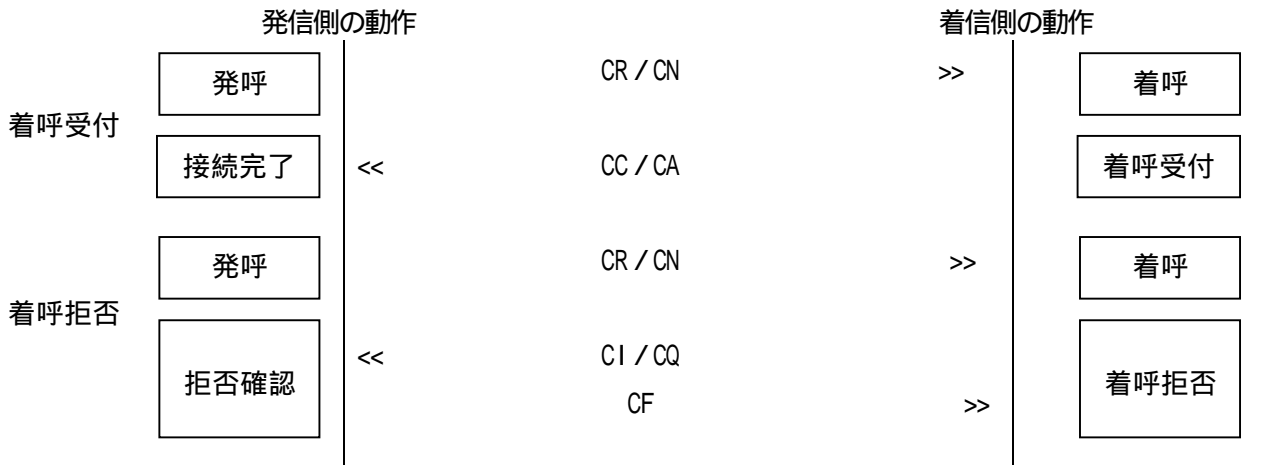 発信側の動作 着信側の動作
発呼 CR/CN >> 着呼
着呼受付
接続完了 << CC/CA 着呼受付
発呼 CR/CN >> 着呼
着呼拒否
<< CI/CQ
拒否確認 着呼拒否
CF >>